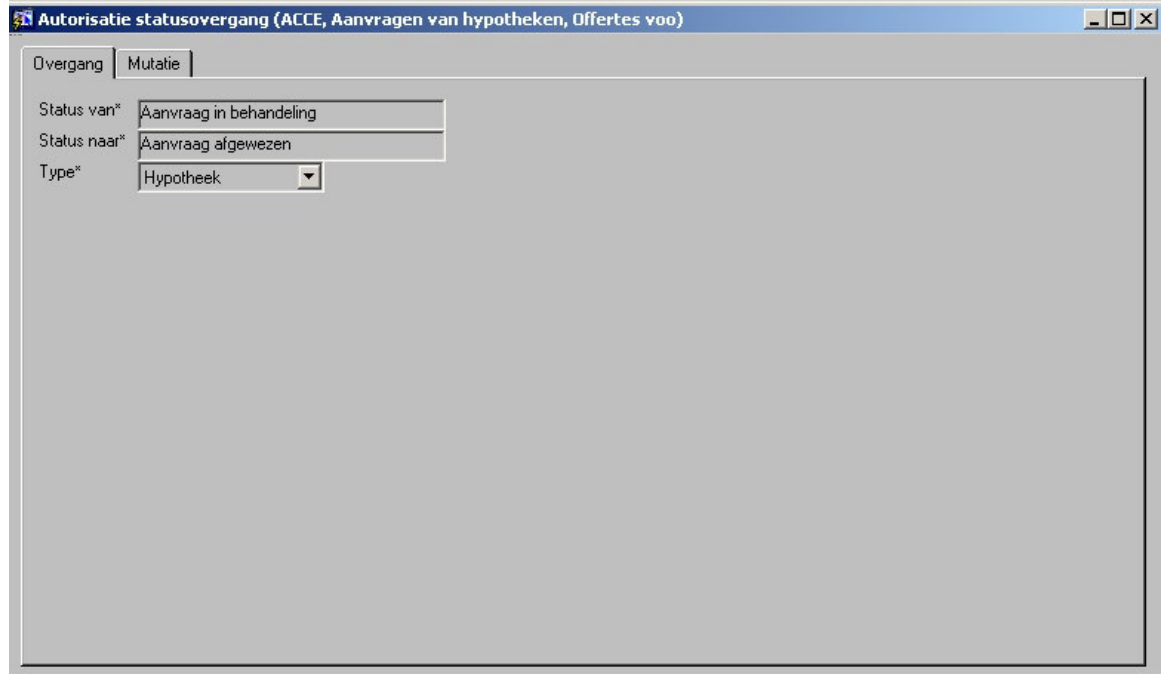 Autorisatie statusovergang (ACCE, Aanvragen van hypotheken, Offertes voo)
Overgang Mutatie
Status van* Aanvraag in behandeling
Status naar* Aanvraag afgewezen
Type* Hypotheek